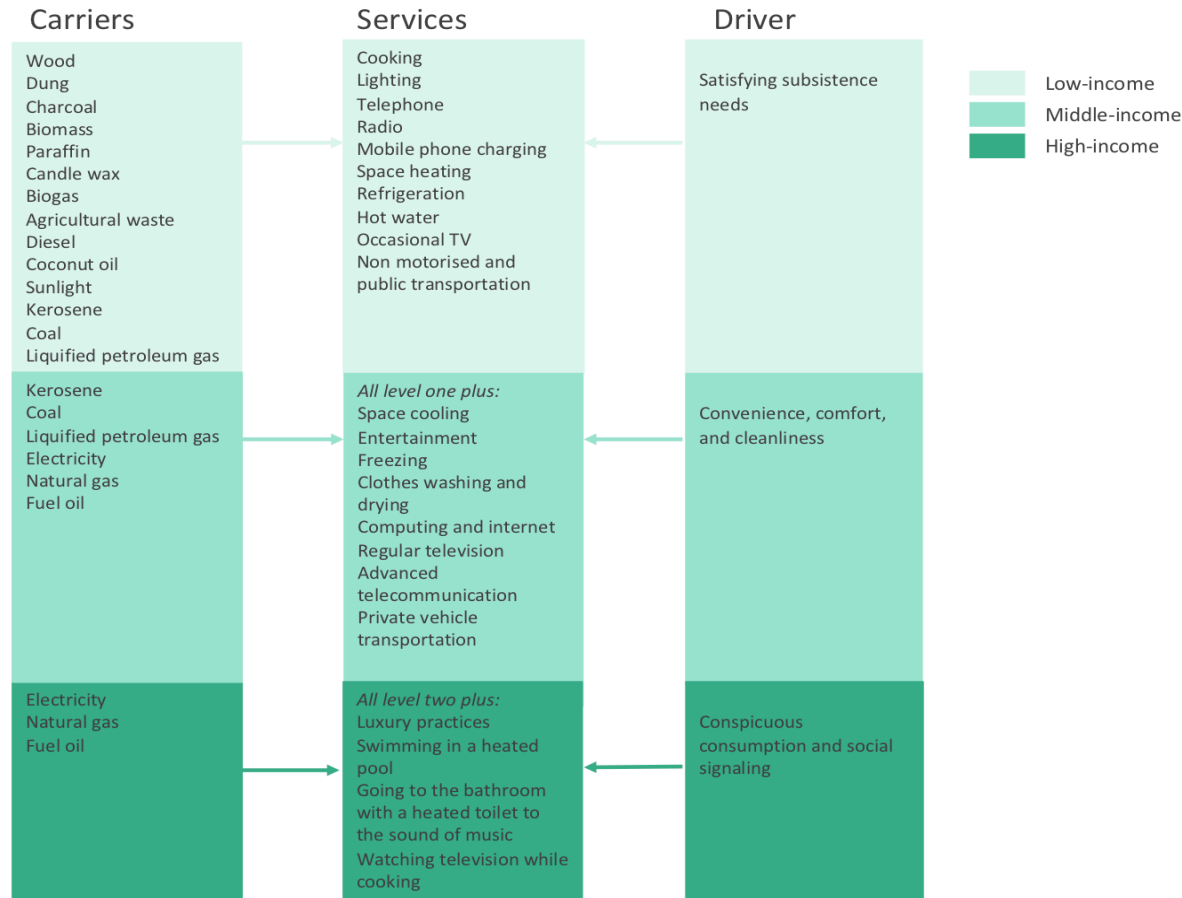 Carriers
Services
Driver
Wood
Dung
Charcoal
Biomass
Paraffin
Candle wax
Biogas
Agricultural waste
Diesel
Coconut oil
Sunlight
Kerosene
Coal
Liquified petroleum gas
Cooking
Lighting
Telephone
Radio
Mobile phone charging
Space heating
Refrigeration
Hot water
Occasional TV
Non motorised and
public transportation
Satisfying subsistence
needs
Low-income
Middle-income
High-income
Kerosene
Coal
Liquified petroleum gas
Electricity
Natural gas
Fuel oil
All level one plus:
Space cooling
Entertainment
Freezing
Clothes washing and
drying
Computing and internet
Regular television
Advanced
telecommunication
Private vehicle
transportation
Convenience, comfort,
and cleanliness
Electricity
Natural gas
Fuel oil
All level two plus:
Luxury practices
Swimming in a heated
pool
Going to the bathroom
with a heated toilet to
the sound of music
Watching television while
cooking
Conspicuous
consumption and social
signaling